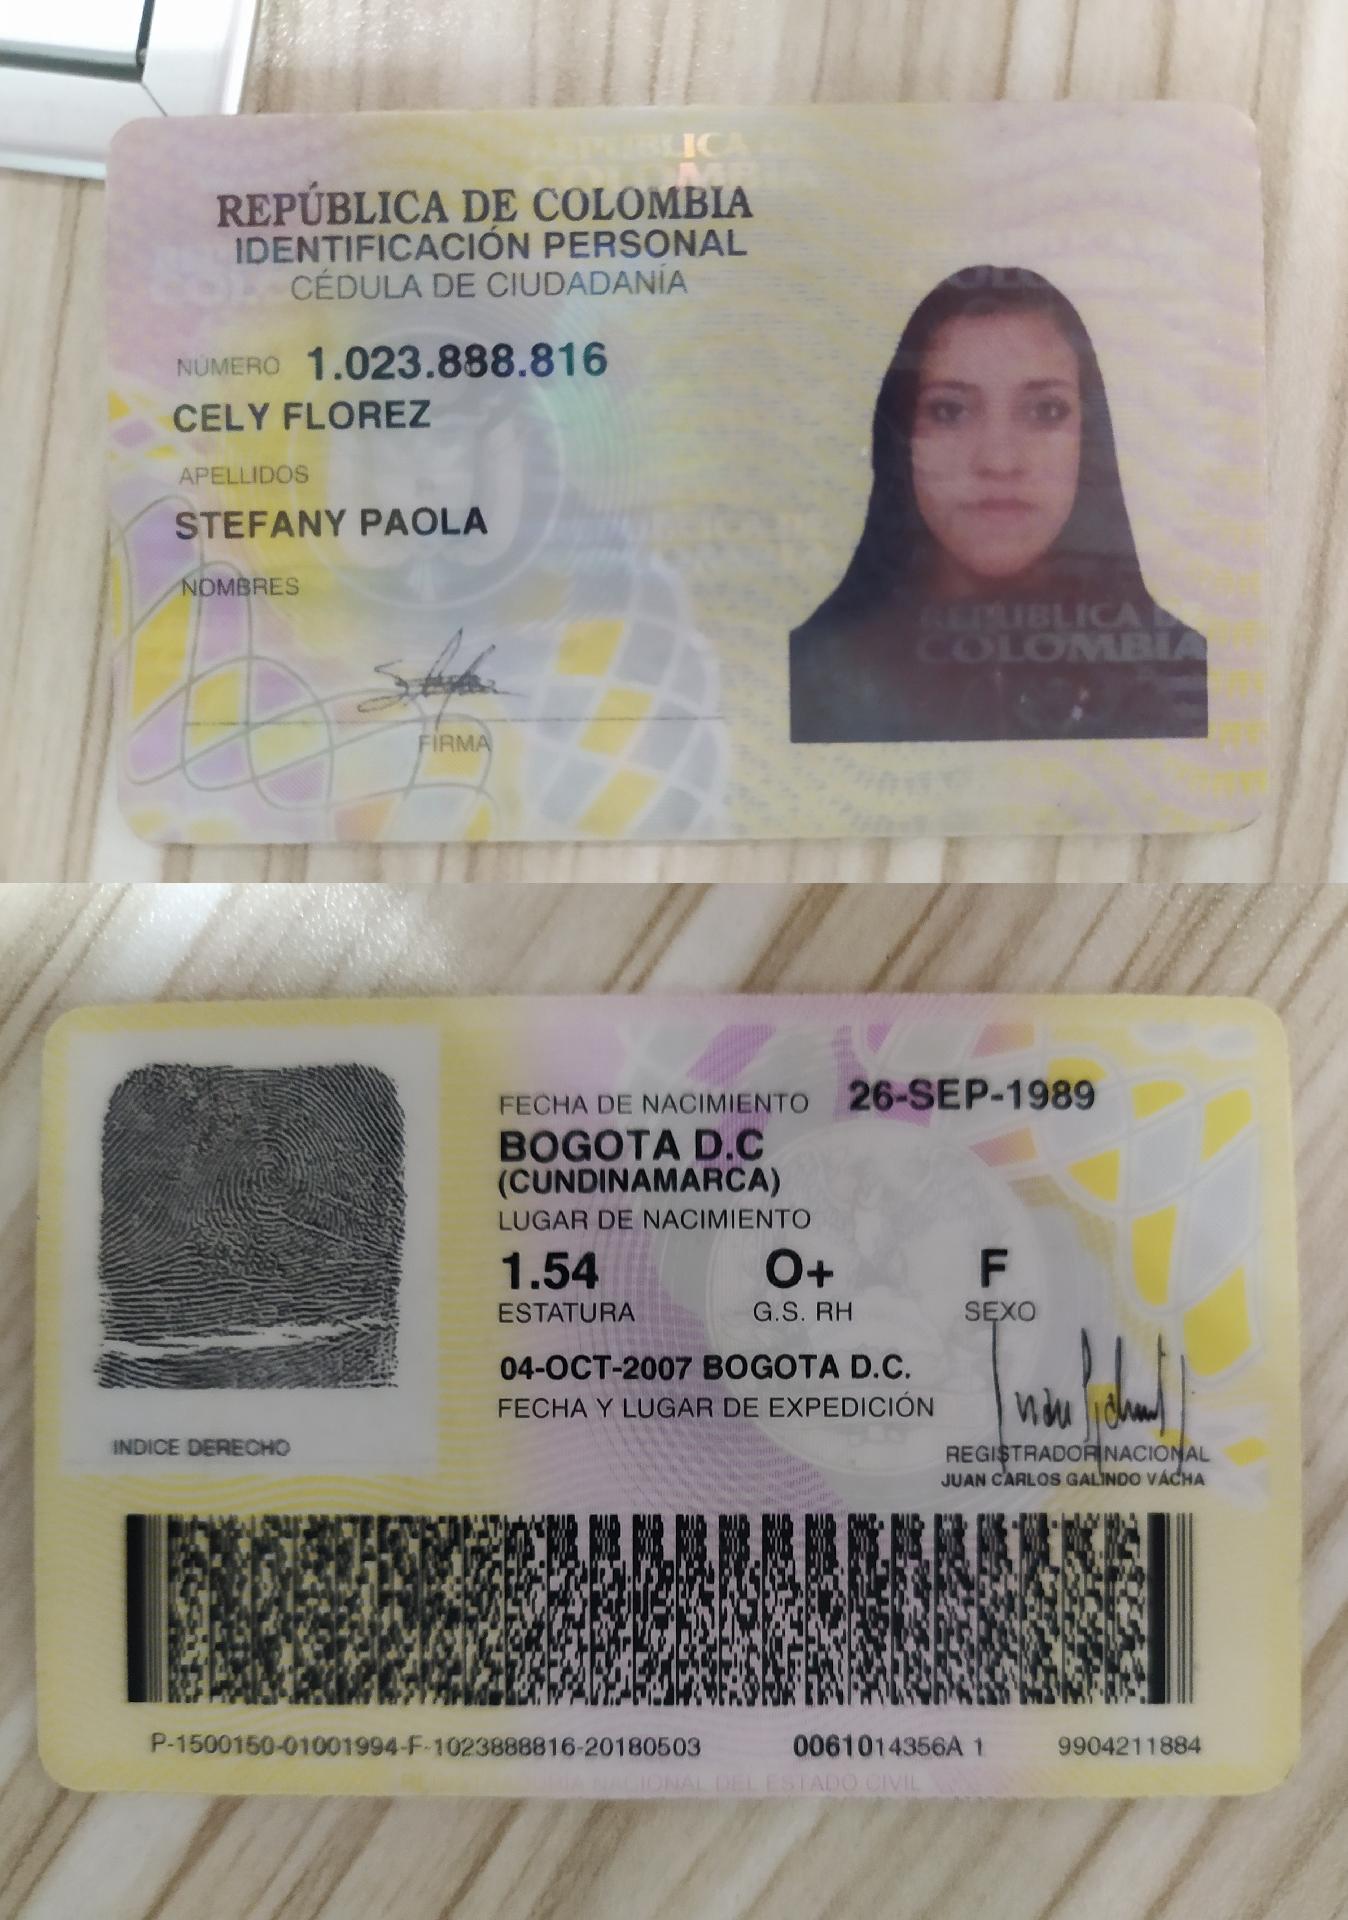 REPÚBLICA DE COLOMBIA
IDENTIFICACIÓN PERSONAL
CÉDULA DE CIUDADANÍA
NÚMERO 1.023.888.816
CELY FLOREZ
APELLIDOS
STEFANY PAOLA
NOMBRES
FIRMA
REPÚBLICA DE
COLOMBIA
FECHA DE NACIMIENTO 26-SEP-1989
BOGOTA D.C
(CUNDINAMARCA)
LUGAR DE NACIMIENTO
1.54 O+ F
ESTATURA G.S. RH SEXO
04-OCT-2007 BOGOTA D.C.
FECHA Y LUGAR DE EXPEDICIÓN
INDICE DERECHO
REGISTRADOR NACIONAL
JUAN CARLOS GALINDO VÁCHA
P-1500150-01001994-F-1023888816-20180503 0061014356A 1 9904211884
REGISTRADURIA NACIONAL DEL ESTADO CIVIL